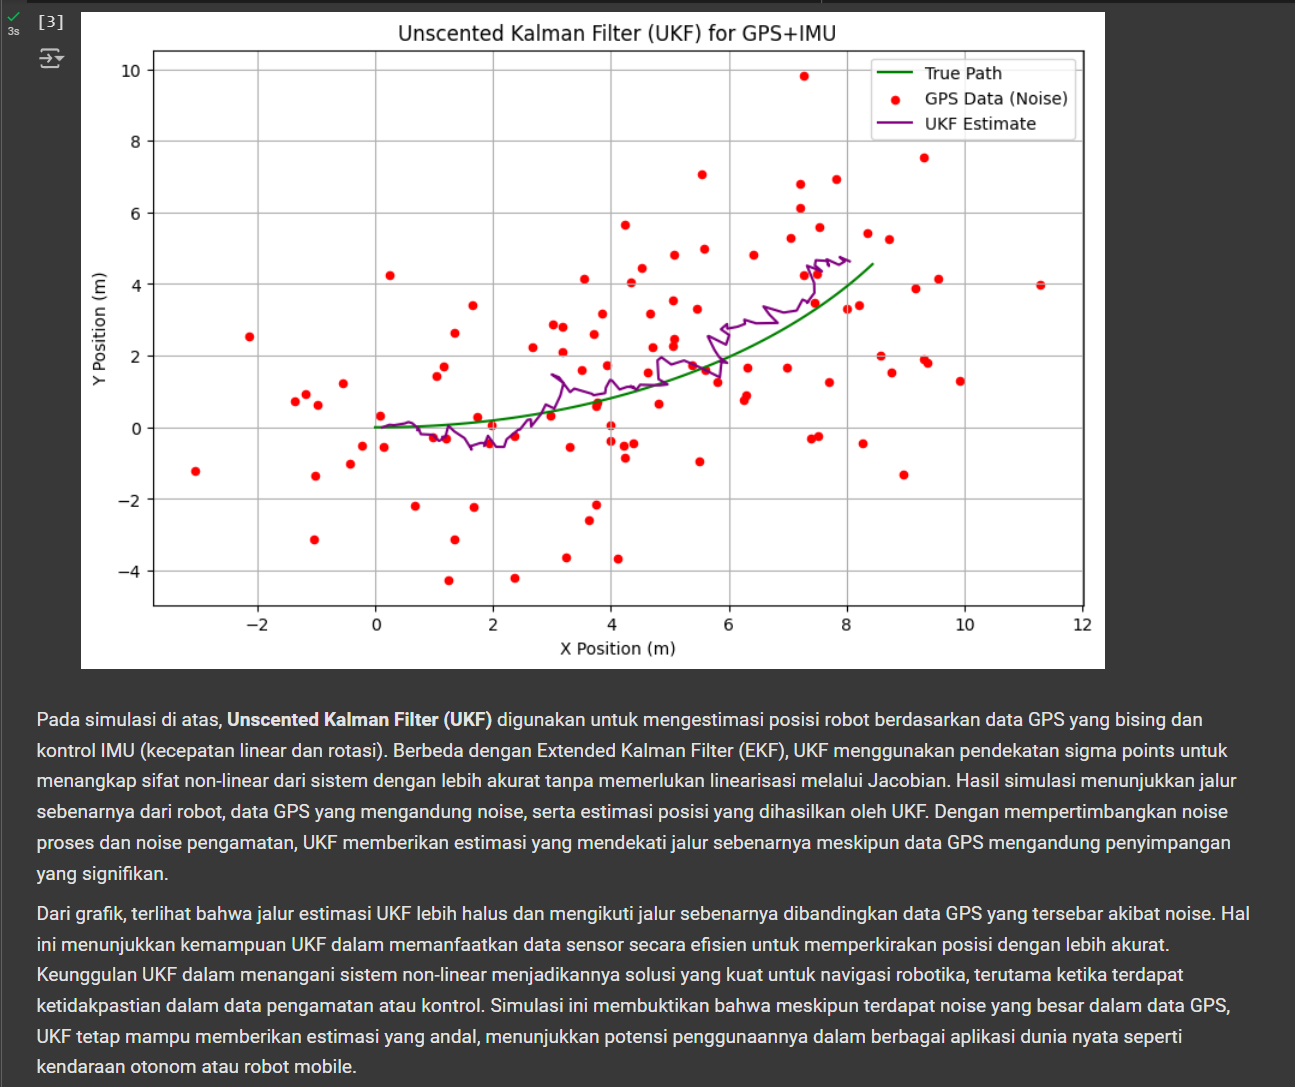 [3]
3s
Unscented Kalman Filter (UKF) for GPS+IMU
True Path
GPS Data (Noise)
UKF Estimate
10
8
6
4
2
0
−2
−4
Y Position (m)
−2
0
2
4
6
8
10
12
X Position (m)
Pada simulasi di atas, Unscented Kalman Filter (UKF) digunakan untuk mengestimasi posisi robot berdasarkan data GPS yang bising dan
kontrol IMU (kecepatan linear dan rotasi). Berbeda dengan Extended Kalman Filter (EKF), UKF menggunakan pendekatan sigma points untuk
menangkap sifat non-linear dari sistem dengan lebih akurat tanpa memerlukan linearisasi melalui Jacobian. Hasil simulasi menunjukkan jalur
sebenarnya dari robot, data GPS yang mengandung noise, serta estimasi posisi yang dihasilkan oleh UKF. Dengan mempertimbangkan noise
proses dan noise pengamatan, UKF memberikan estimasi yang mendekati jalur sebenarnya meskipun data GPS mengandung penyimpangan
yang signifikan.
Dari grafik, terlihat bahwa jalur estimasi UKF lebih halus dan mengikuti jalur sebenarnya dibandingkan data GPS yang tersebar akibat noise. Hal
ini menunjukkan kemampuan UKF dalam memanfaatkan data sensor secara efisien untuk memperkirakan posisi dengan lebih akurat.
Keunggulan UKF dalam menangani sistem non-linear menjadikannya solusi yang kuat untuk navigasi robotika, terutama ketika terdapat
ketidakpastian dalam data pengamatan atau kontrol. Simulasi ini membuktikan bahwa meskipun terdapat noise yang besar dalam data GPS,
UKF tetap mampu memberikan estimasi yang andal, menunjukkan potensi penggunaannya dalam berbagai aplikasi dunia nyata seperti
kendaraan otonom atau robot mobile.